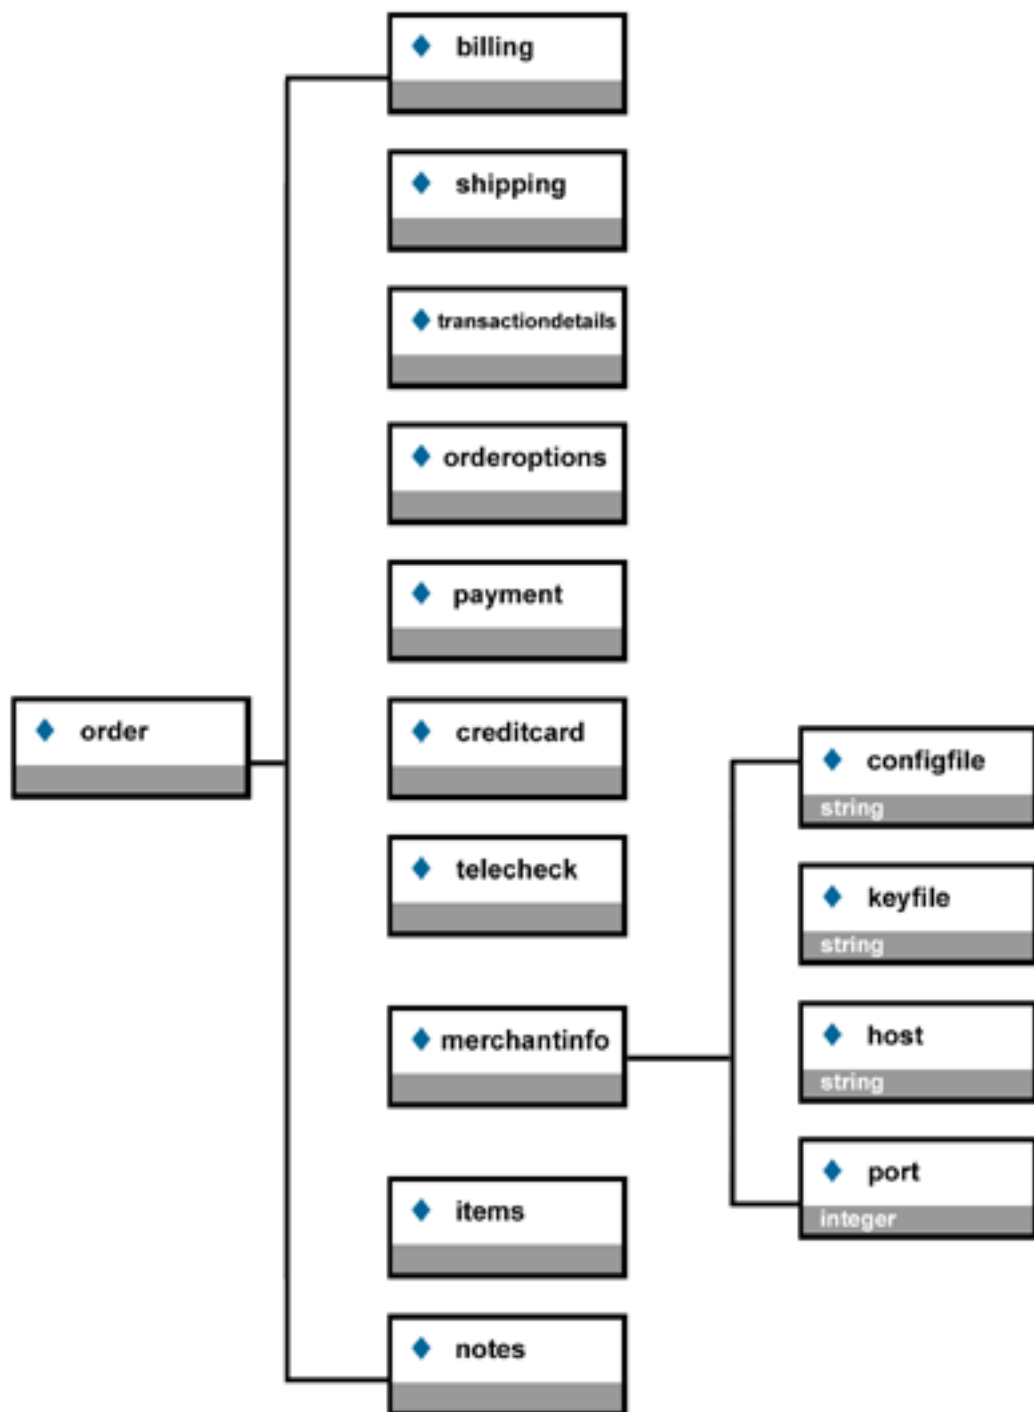 billing
shipping
transactiondetails
orderoptions
payment
order
creditcard
configfile
string
telecheck
keyfile
string
merchantinfo
host
string
port
integer
items
notes